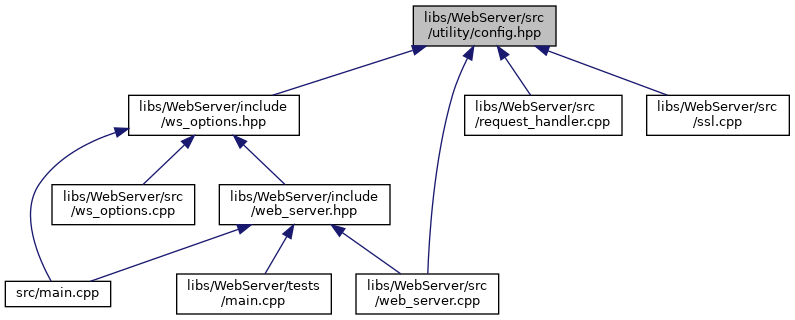 libs/WebServer/src
/utility/config.hpp
libs/WebServer/include
/ws_options.hpp
libs/WebServer/src
/request_handler.cpp
libs/WebServer/src
/ssl.cpp
libs/WebServer/src
/ws_options.cpp
libs/WebServer/include
/web_server.hpp
src/main.cpp
libs/WebServer/tests
/main.cpp
libs/WebServer/src
/web_server.cpp